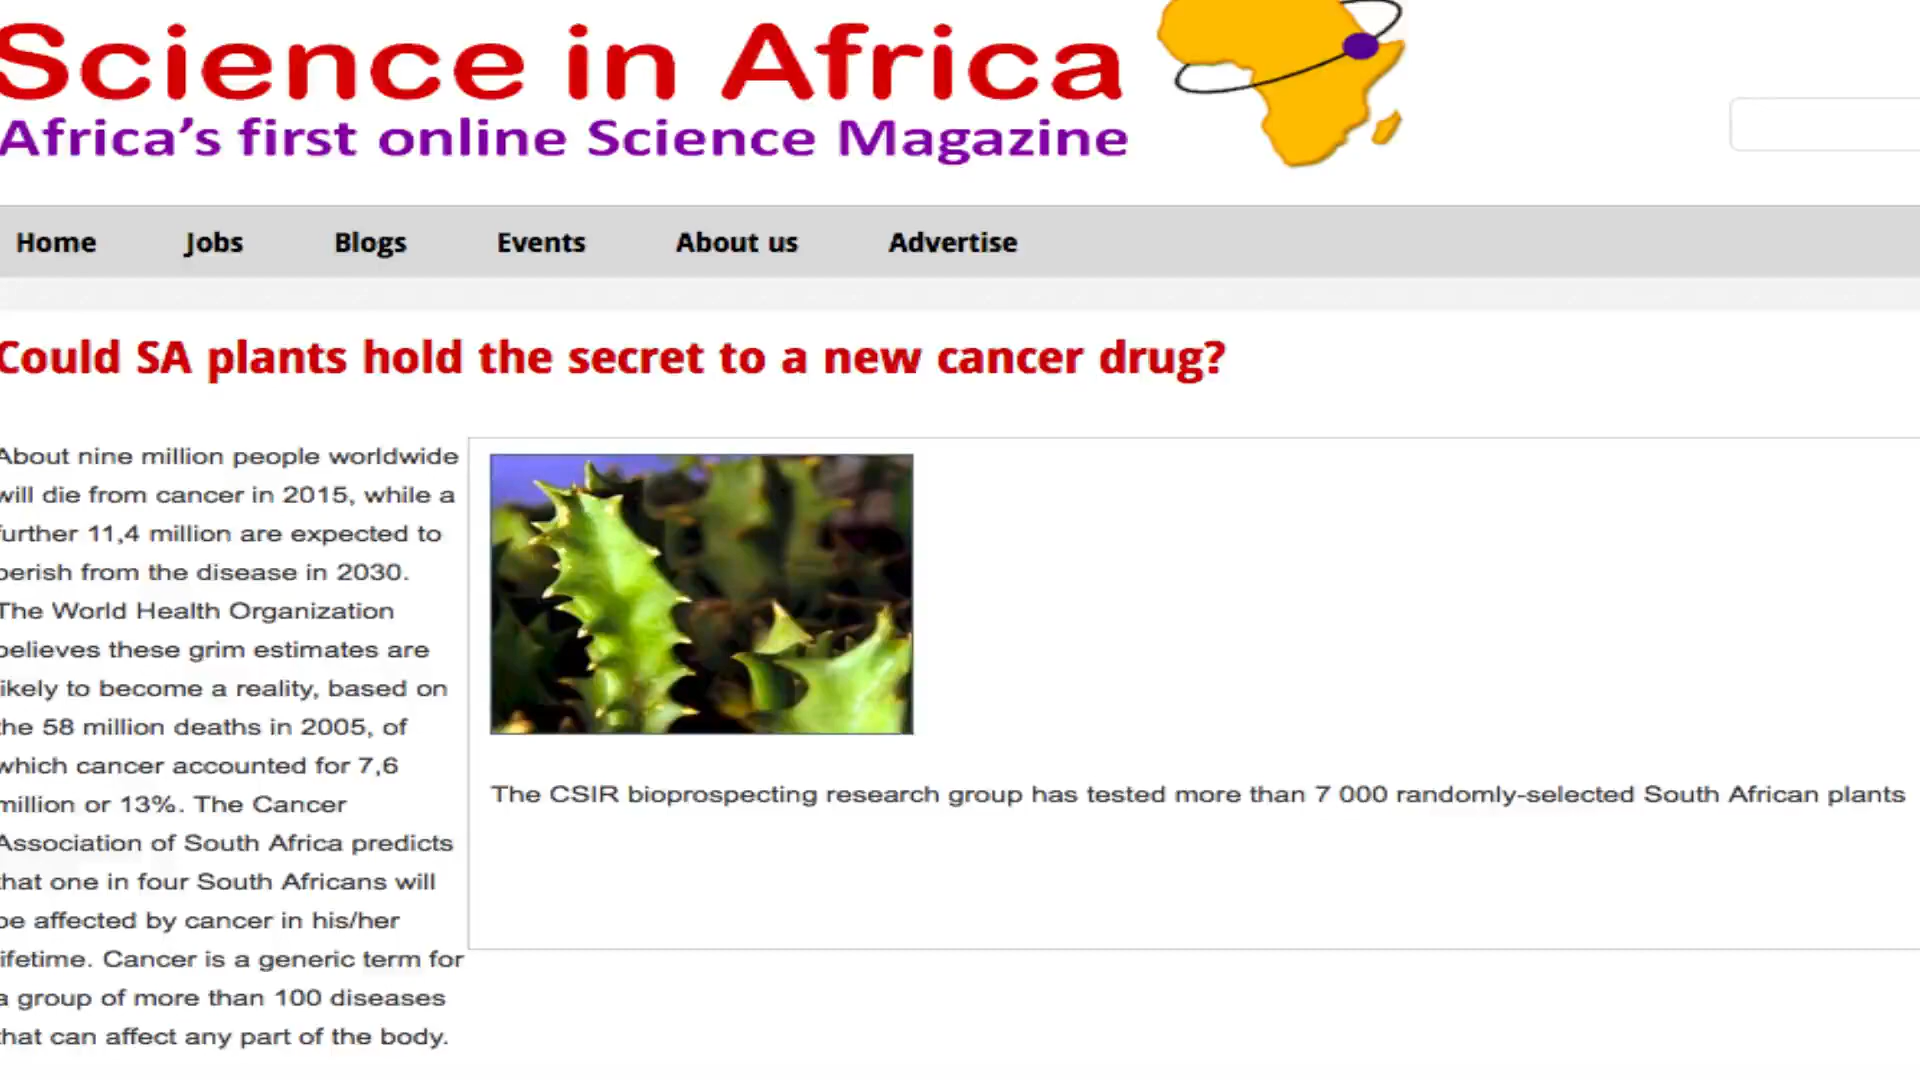 Science in Africa
Africa's first online Science Magazine
Home Jobs Blogs Events About us Advertise
Could SA plants hold the secret to a new cancer drug?
About nine million people worldwide
will die from cancer in 2015, while a
further 11,4 million are expected to
perish from the disease in 2030.
The World Health Organization
believes these grim estimates are
likely to become a reality, based on
the 58 million deaths in 2005, of
which cancer accounted for 7,6
million or 13%. The Cancer
Association of South Africa predicts
that one in four South Africans will
be affected by cancer in his/her
lifetime. Cancer is a generic term for
a group of more than 100 diseases
that can affect any part of the body.
The CSIR bioprospecting research group has tested more than 7 000 randomly-selected South African plants